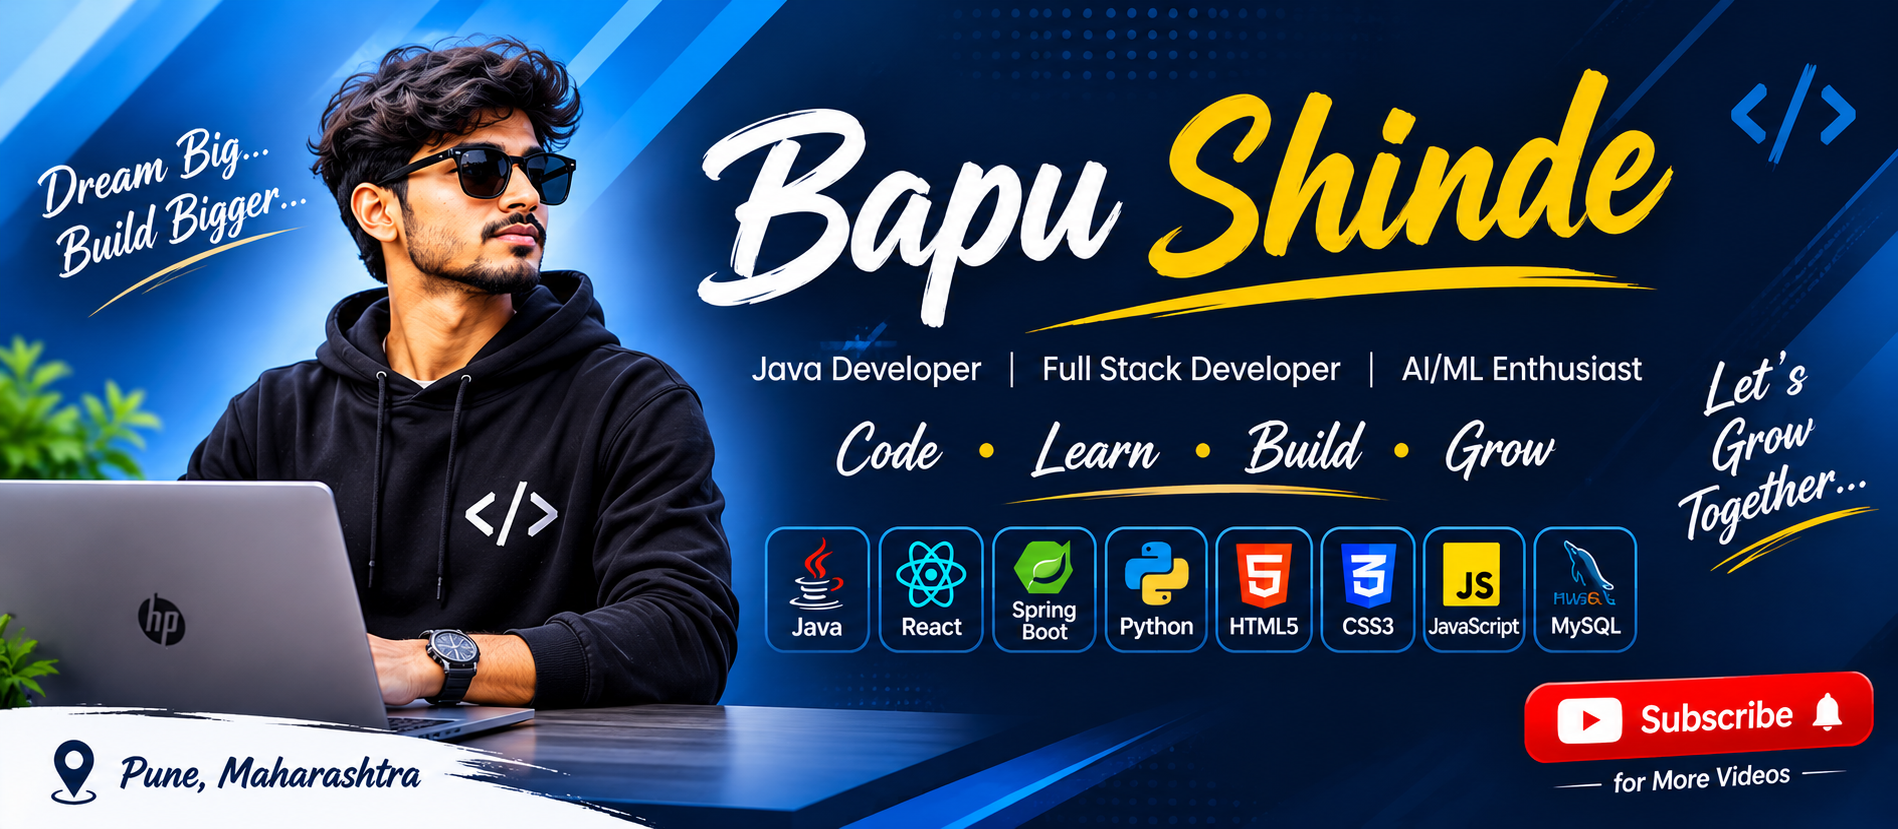 Dream Big...
Build Bigger...
Bapu Shinde
</>
Java Developer | Full Stack Developer | AI/ML Enthusiast
Code • Learn • Build • Grow
Let's
Grow
Together...
</>
hp
Java
React
Spring
Boot
Python
5
HTML5
3
CSS3
JS
JavaScript
MySQL
Subscribe
for More Videos
Pune, Maharashtra